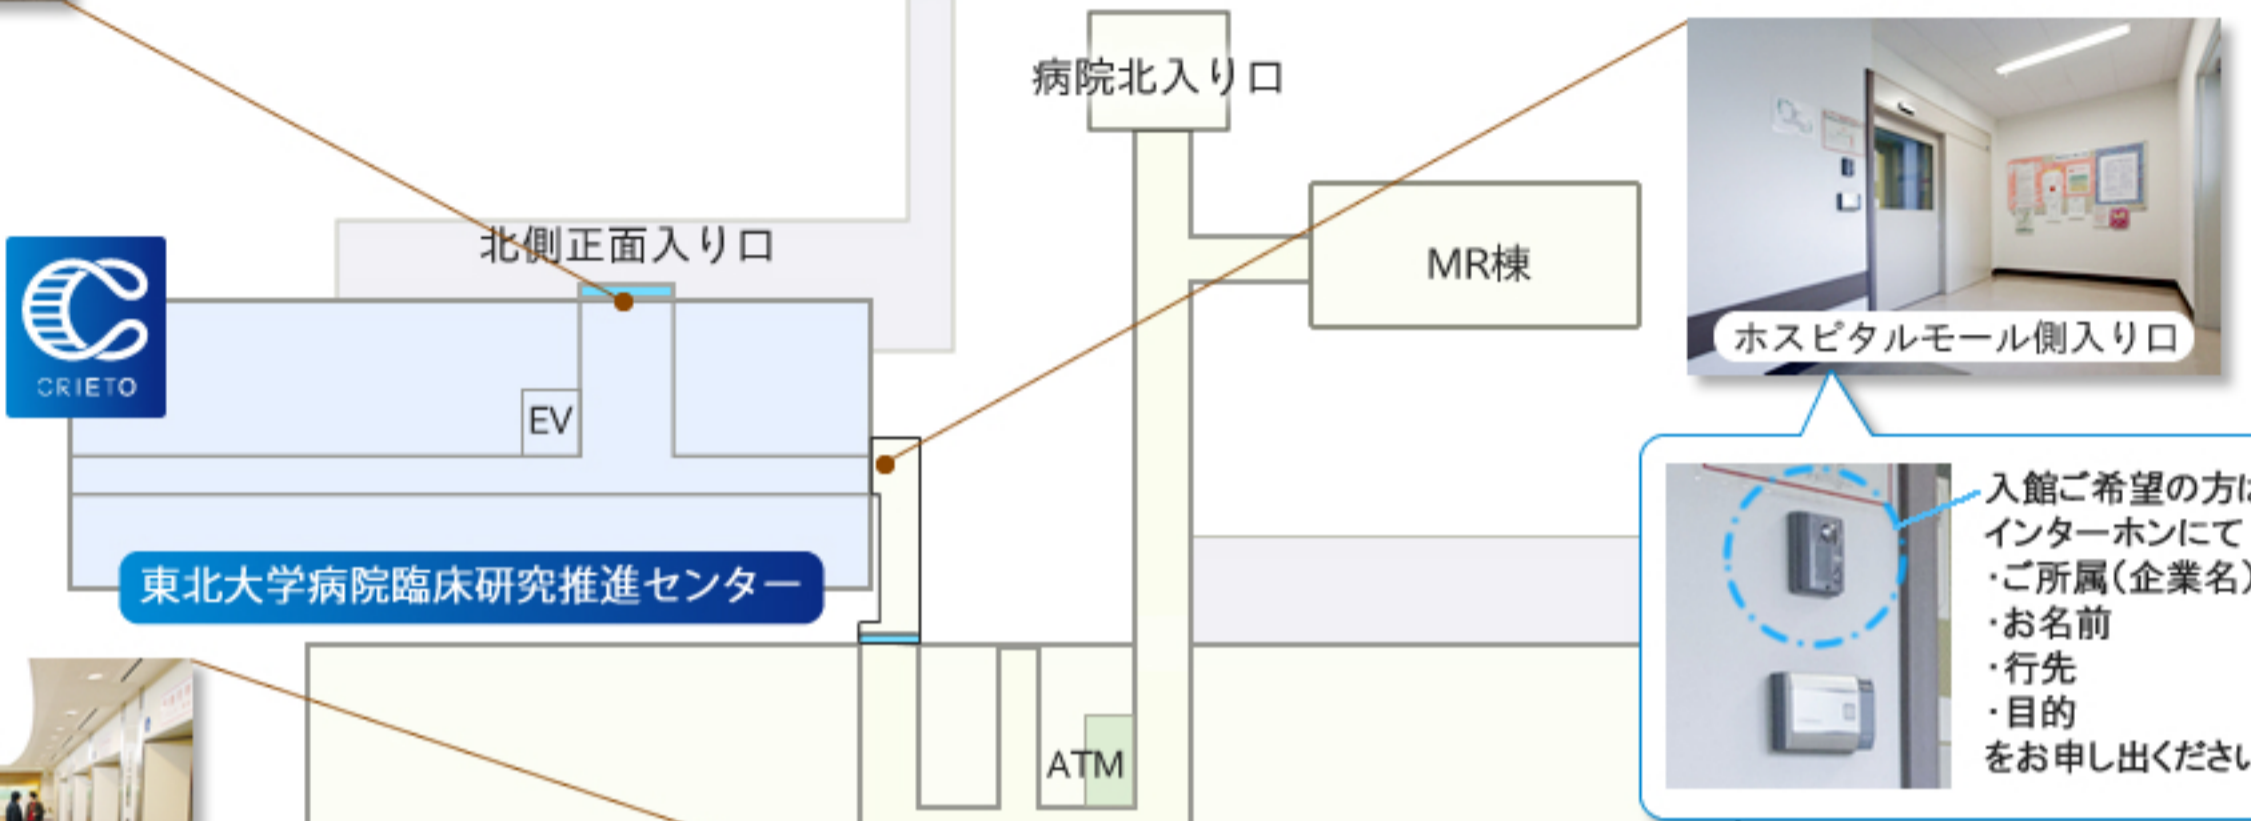 病院北入り口
北側正面入り口
MR棟
ホスピタルモール側入り口
CRIETO
EV
入館ご希望の方は
インターホンにて
・ご所属（企業名）
・お名前
・行先
・目的
をお申し出ください
東北大学病院臨床研究推進センター
ATM